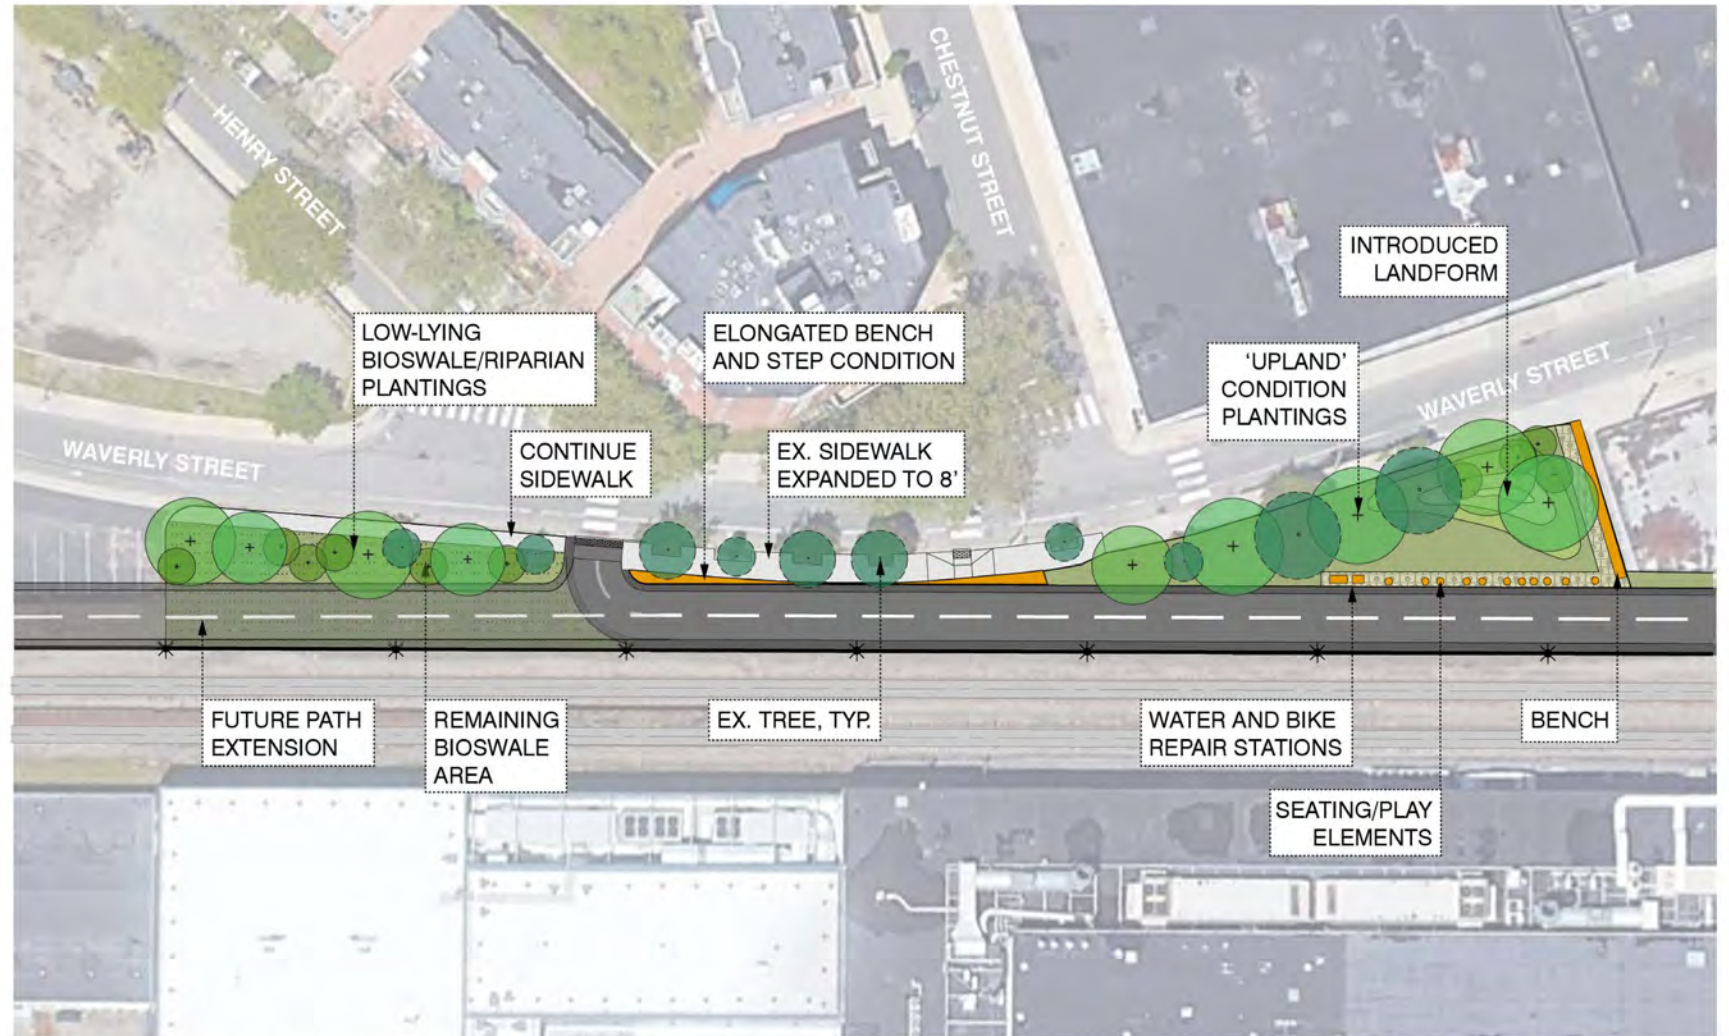 HENRY STREET
CHESTNUT STREET
INTRODUCED
LANDFORM
LOW-LYING
BIOSWALE/RIPARIAN
PLANTINGS
ELONGATED BENCH
AND STEP CONDITION
'UPLAND'
CONDITION
PLANTINGS
WAVERLY STREET
WAVERLY STREET
CONTINUE
SIDEWALK
EX. SIDEWALK
EXPANDED TO 8'
FUTURE PATH
EXTENSION
REMAINING
BIOSWALE
AREA
EX. TREE, TYP.
WATER AND BIKE
REPAIR STATIONS
BENCH
SEATING/PLAY
ELEMENTS